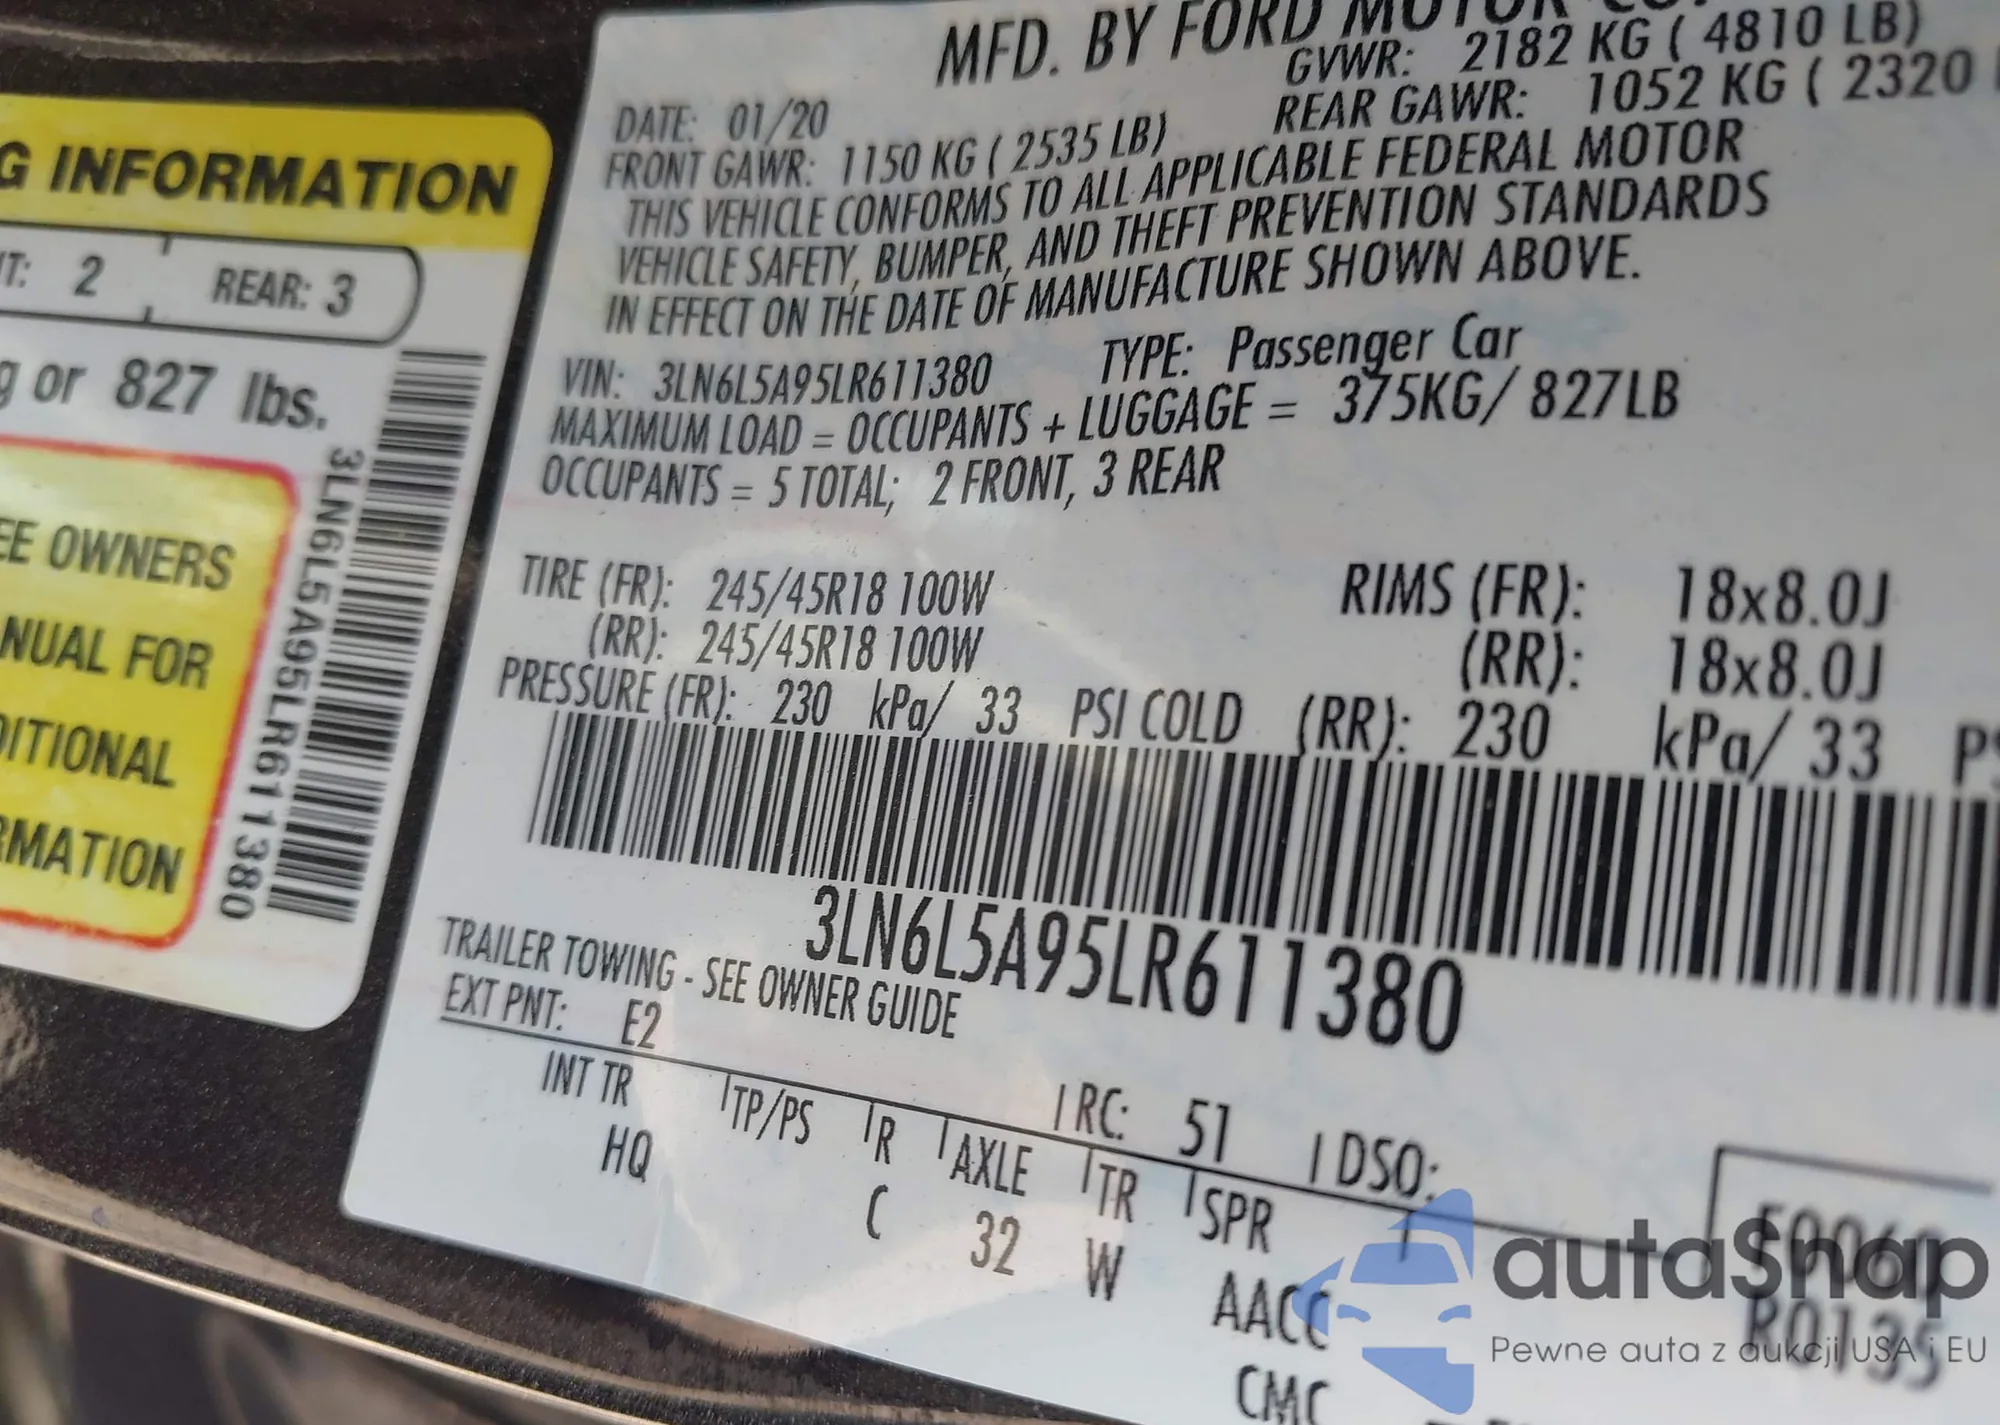 G INFORMATION
2
REAR: 3
g or 827 lbs.
OWNERS
FOR
3LN6L5A95LR611380
MFD. BY FORD MOTOR CO.
DATE: 01/20
GVWR: 2182 KG ( 4810 LB)
FRONT GAWR: 1150 KG ( 2535 LB)
REAR GAWR: 1052 KG ( 2320
THIS VEHICLE CONFORMS TO ALL APPLICABLE FEDERAL MOTOR
VEHICLE SAFETY, BUMPER, AND THEFT PREVENTION STANDARDS
IN EFFECT ON THE DATE OF MANUFACTURE SHOWN ABOVE.
VIN: 3LN6L5A95LR611380 TYPE: Passenger Car
MAXIMUM LOAD = OCCUPANTS + LUGGAGE = 375KG/ 827LB
OCCUPANTS = 5 TOTAL; 2 FRONT, 3 REAR
TIRE (FR): 245/45R18 100W RIMS (FR): 18x8.0J
(RR): 245/45R18 100W (RR): 18x8.0J
PRESSURE (FR): 230 kPa/ 33 PSI COLD (RR): 230 kPa/ 33
3LN6L5A95LR611380
TRAILER TOWING - SEE OWNER GUIDE
EXT PNT: E2 RC: 51 DSO:
INT TR TP/PS R AXLE TR SPR
HQ C 32 W AACC
CMC
autaSnap
Pewne auta z aukcji USA i EU